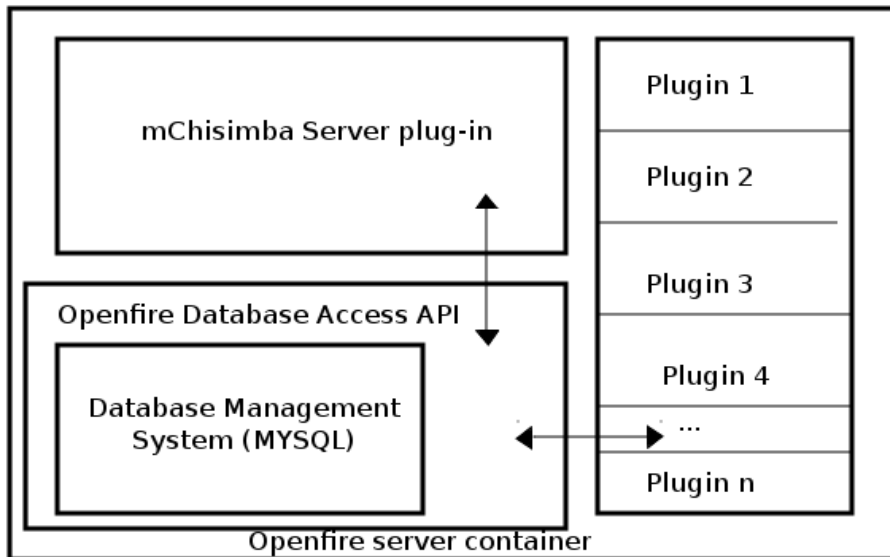 mChisimba Server plug-in
Openfire Database Access API
Database Management
System (MYSQL)
Plugin 1
Plugin 2
Plugin 3
Plugin 4
...
Plugin n
Openfire server container